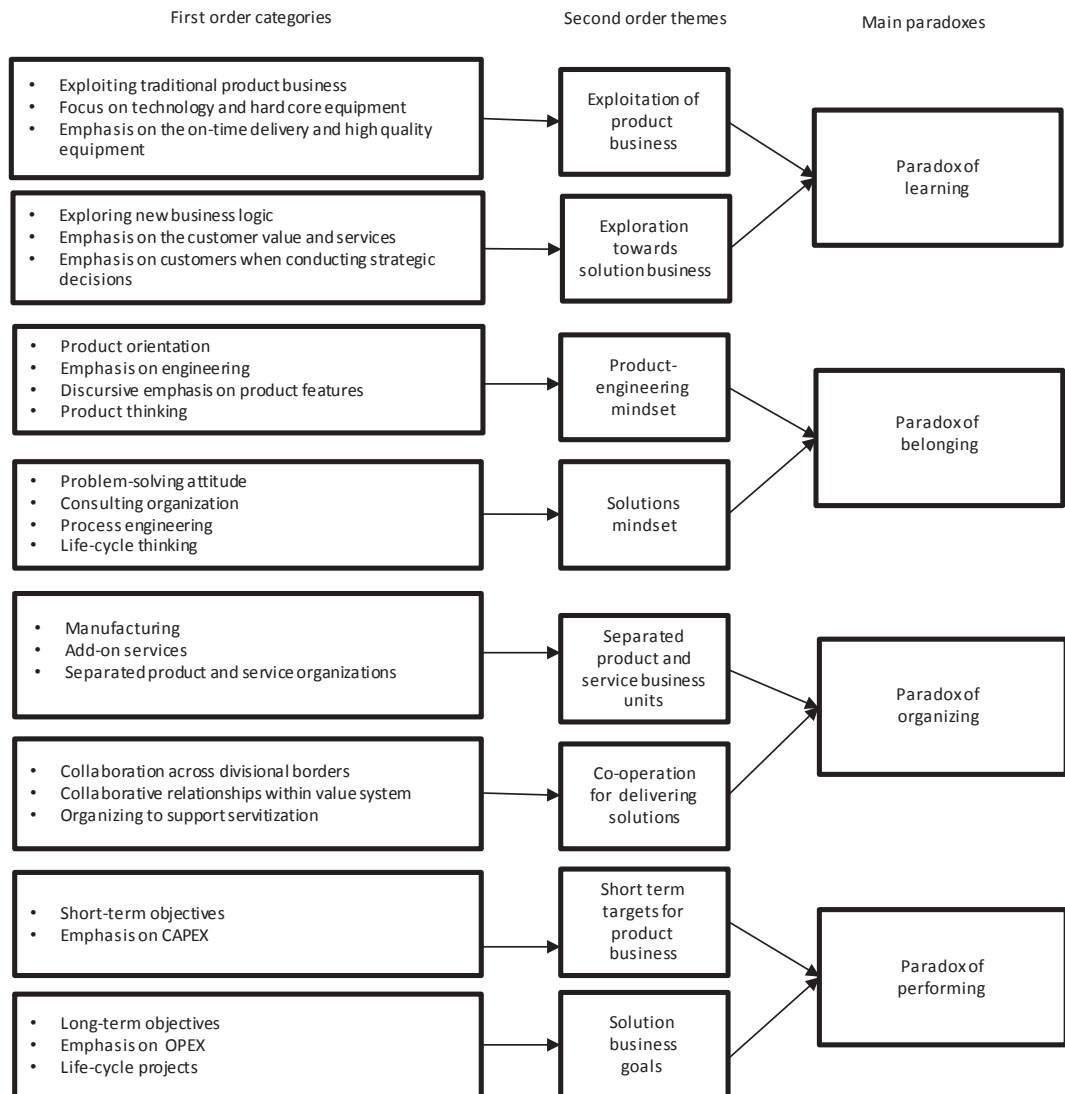 First order categories
Second order themes
Main paradoxes
• Exploiting traditional product business
• Focus on technology and hard core equipment
• Emphasis on the on-time delivery and high quality
equipment
Exploitation of
product
business
Paradox of
learning
• Exploring new business logic
• Emphasis on the customer value and services
• Emphasis on customers when conducting strategic
decisions
Exploration
towards
solution business
• Product orientation
• Emphasis on engineering
• Discursive emphasis on product features
• Product thinking
Product-
engineering
mindset
Paradox of
belonging
• Problem-solving attitude
• Consulting organization
• Process engineering
• Life-cycle thinking
Solutions
mindset
• Manufacturing
• Add-on services
• Separated product and service organizations
Separated
product and
service business
units
Paradox of
organizing
• Collaboration across divisional borders
• Collaborative relationships within value system
• Organizing to support servitization
Co-operation
for delivering
solutions
• Short-term objectives
• Emphasis on CAPEX
Short term
targets for
product
business
Paradox of
performing
• Long-term objectives
• Emphasis on OPEX
• Life-cycle projects
Solution
business
goals